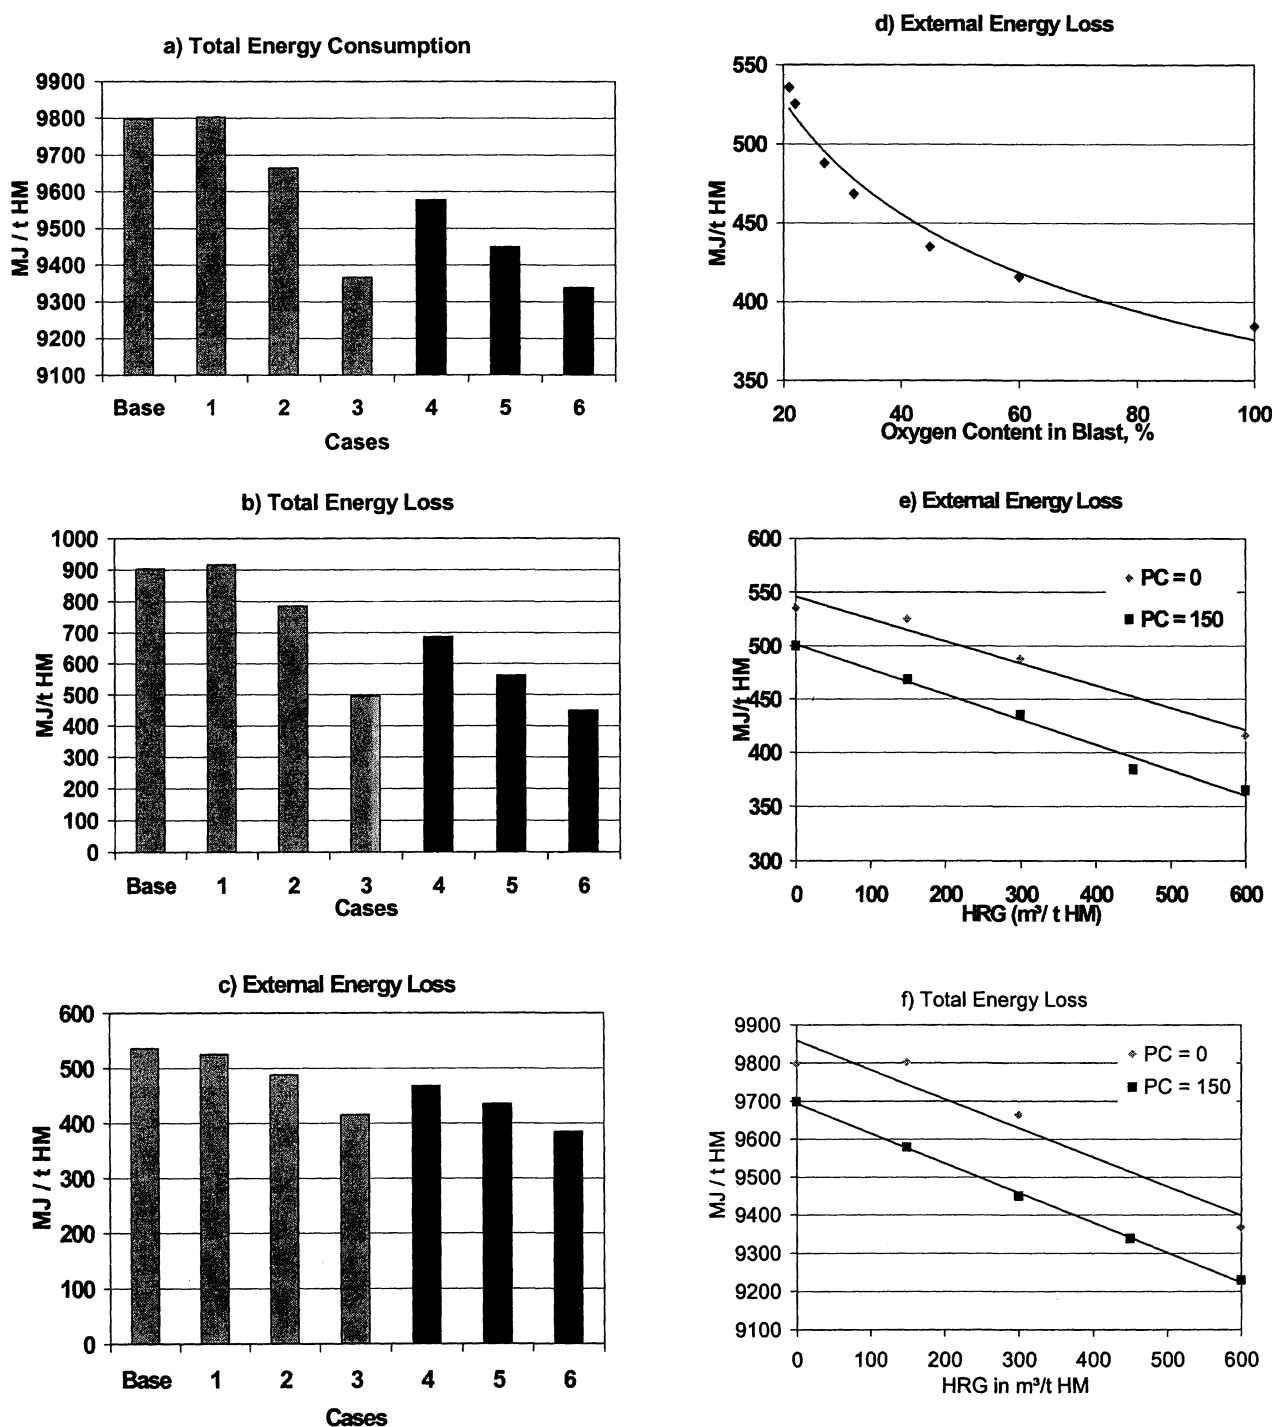 a) Total Energy Consumption
9900
9800
9700
9600
9500
9400
9300
9200
9100
MJ / t HM
Base 1 2 3 4 5 6
Cases
b) Total Energy Loss
1000
900
800
700
600
500
400
300
200
100
0
MJ/t HM
Base 1 2 3 4 5 6
Cases
c) External Energy Loss
600
500
400
300
200
100
0
MJ / t HM
Base 1 2 3 4 5 6
Cases
d) External Energy Loss
550
500
450
400
350
MJ/t HM
20 40 60 80 100
Oxygen Content in Blast, %
e) External Energy Loss
600
550
500
450
400
350
300
MJ/t HM
PC = 0
PC = 150
0 100 200 300 400 500 600
HRG (m³/ t HM)
f) Total Energy Loss
9900
9800
9700
9600
9500
9400
9300
9200
9100
MJ / t HM
PC = 0
PC = 150
0 100 200 300 400 500 600
HRG in m³/t HM